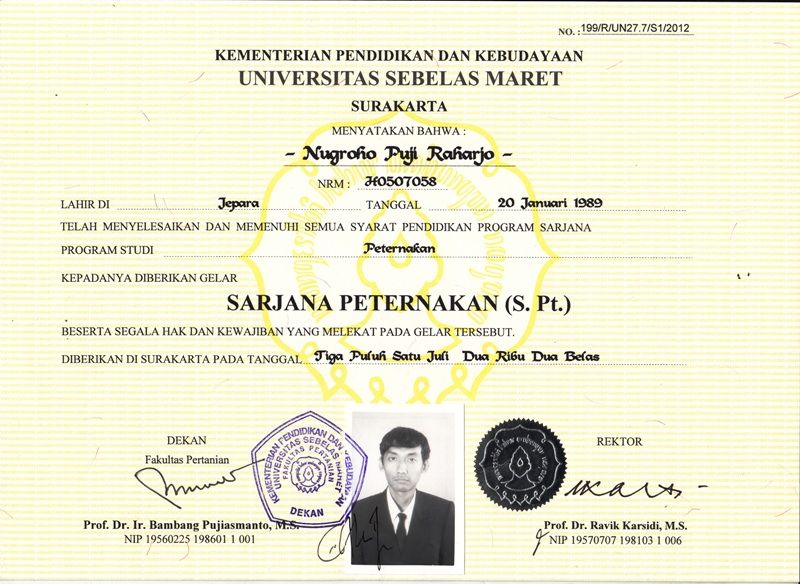 NO. : 199/R/UN27.7/S1/2012
KEMENTERIAN PENDIDIKAN DAN KEBUDAYAAN
UNIVERSITAS SEBELAS MARET
SURAKARTA
MENYATAKAN BAHWA :
- Nugroho Puji Raharjo -
NRM : H0507058
LAHIR DI Jepara TANGGAL 20 Januari 1989
TELAH MENYELESAIKAN DAN MEMENUHI SEMUA SYARAT PENDIDIKAN PROGRAM SARJANA
PROGRAM STUDI Peternakan
KEPADANYA DIBERIKAN GELAR
SARJANA PETERNAKAN (S. Pt.)
BESERTA SEGALA HAK DAN KEWAJIBAN YANG MELEKAT PADA GELAR TERSEBUT.
DIBERIKAN DI SURAKARTA PADA TANGGAL Tiga Puluh Satu Juli Dua Ribu Dua Belas
DEKAN
Fakultas Pertanian
KEMENTERIAN PENDIDIKAN DAN KEBUDAYAAN
UNIVERSITAS SEBELAS MARET
FAKULTAS PERTANIAN
DEKAN
REKTOR
Prof. Dr. Ir. Bambang Pujiasmanto, M.S.
NIP 19560225 198601 1 001
Prof. Dr. Ravik Karsidi, M.S.
NIP 19570707 198103 1 006